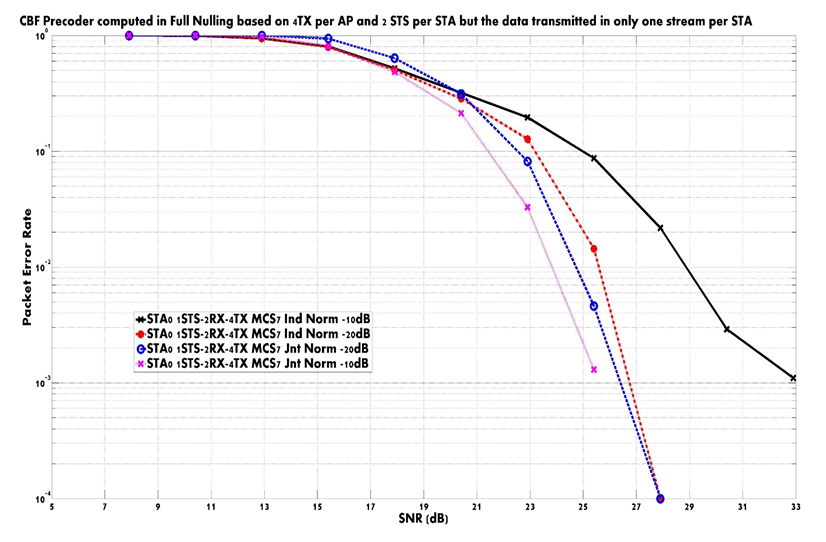 CBF Precoder computed in Full Nulling based on 4TX per AP and 2 STS per STA but the data transmitted in only one stream per STA
10^0
10^-1
10^-2
10^-3
10^-4
Packet Error Rate
STA0 1STS-2RX-4TX MCS7 Ind Norm -10dB
STA0 1STS-2RX-4TX MCS7 Ind Norm -20dB
STA0 1STS-2RX-4TX MCS7 Jnt Norm -20dB
STA0 1STS-2RX-4TX MCS7 Jnt Norm -10dB
5 7 9 11 13 15 17 19 21 23 25 27 29 31 33
SNR (dB)